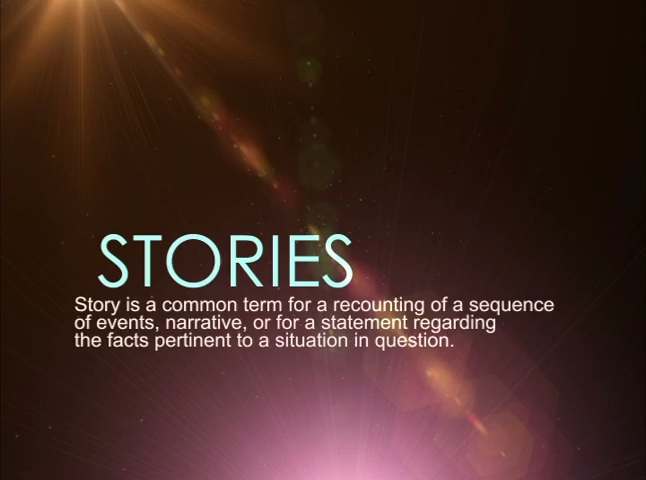 STORIES
Story is a common term for a recounting of a sequence
of events, narrative, or for a statement regarding
the facts pertinent to a situation in question.